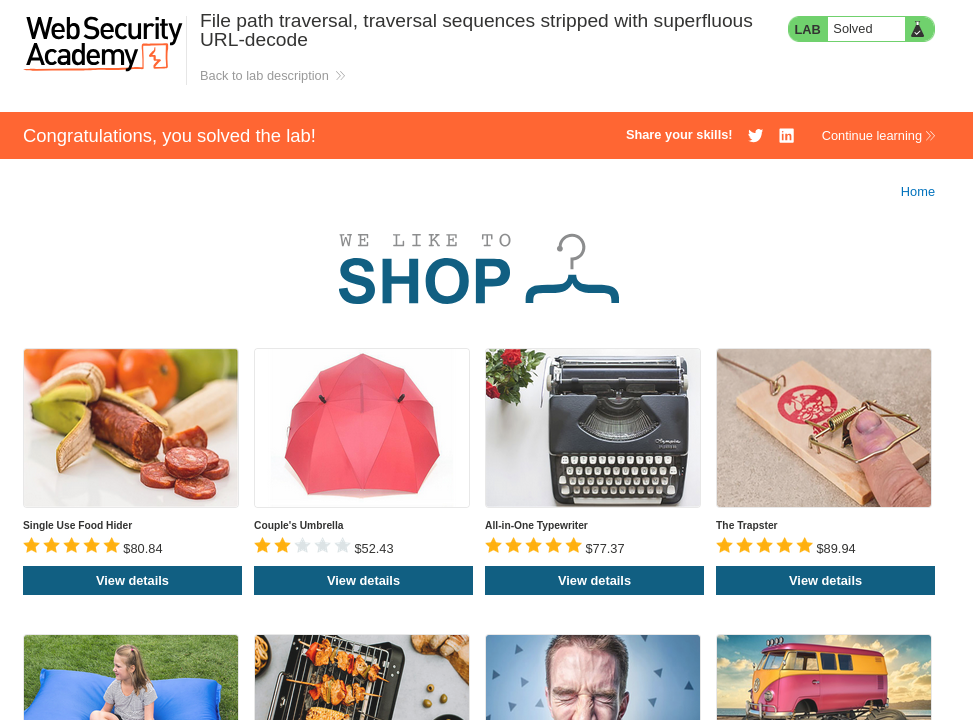 Web Security
Academy
File path traversal, traversal sequences stripped with superfluous
URL-decode
Back to lab description
LAB
Solved
Congratulations, you solved the lab!
Share your skills!
Continue learning
Home
WE LIKE TO
SHOP
Single Use Food Hider
$80.84
View details
Couple's Umbrella
$52.43
View details
All-in-One Typewriter
$77.37
View details
The Trapster
$89.94
View details